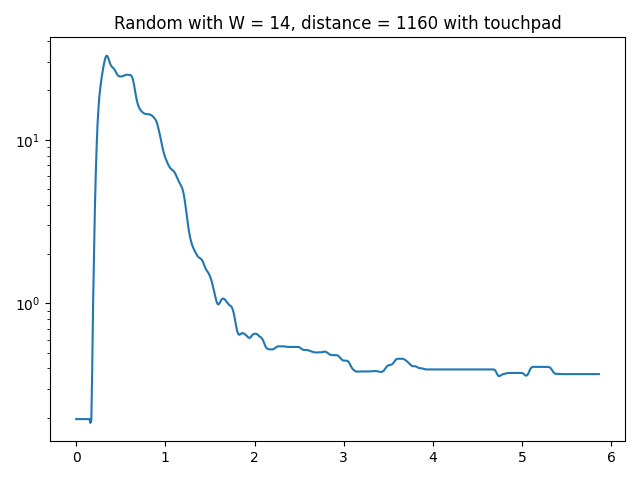 Random with W = 14, distance = 1160 with touchpad
10¹
10⁰
0 1 2 3 4 5 6